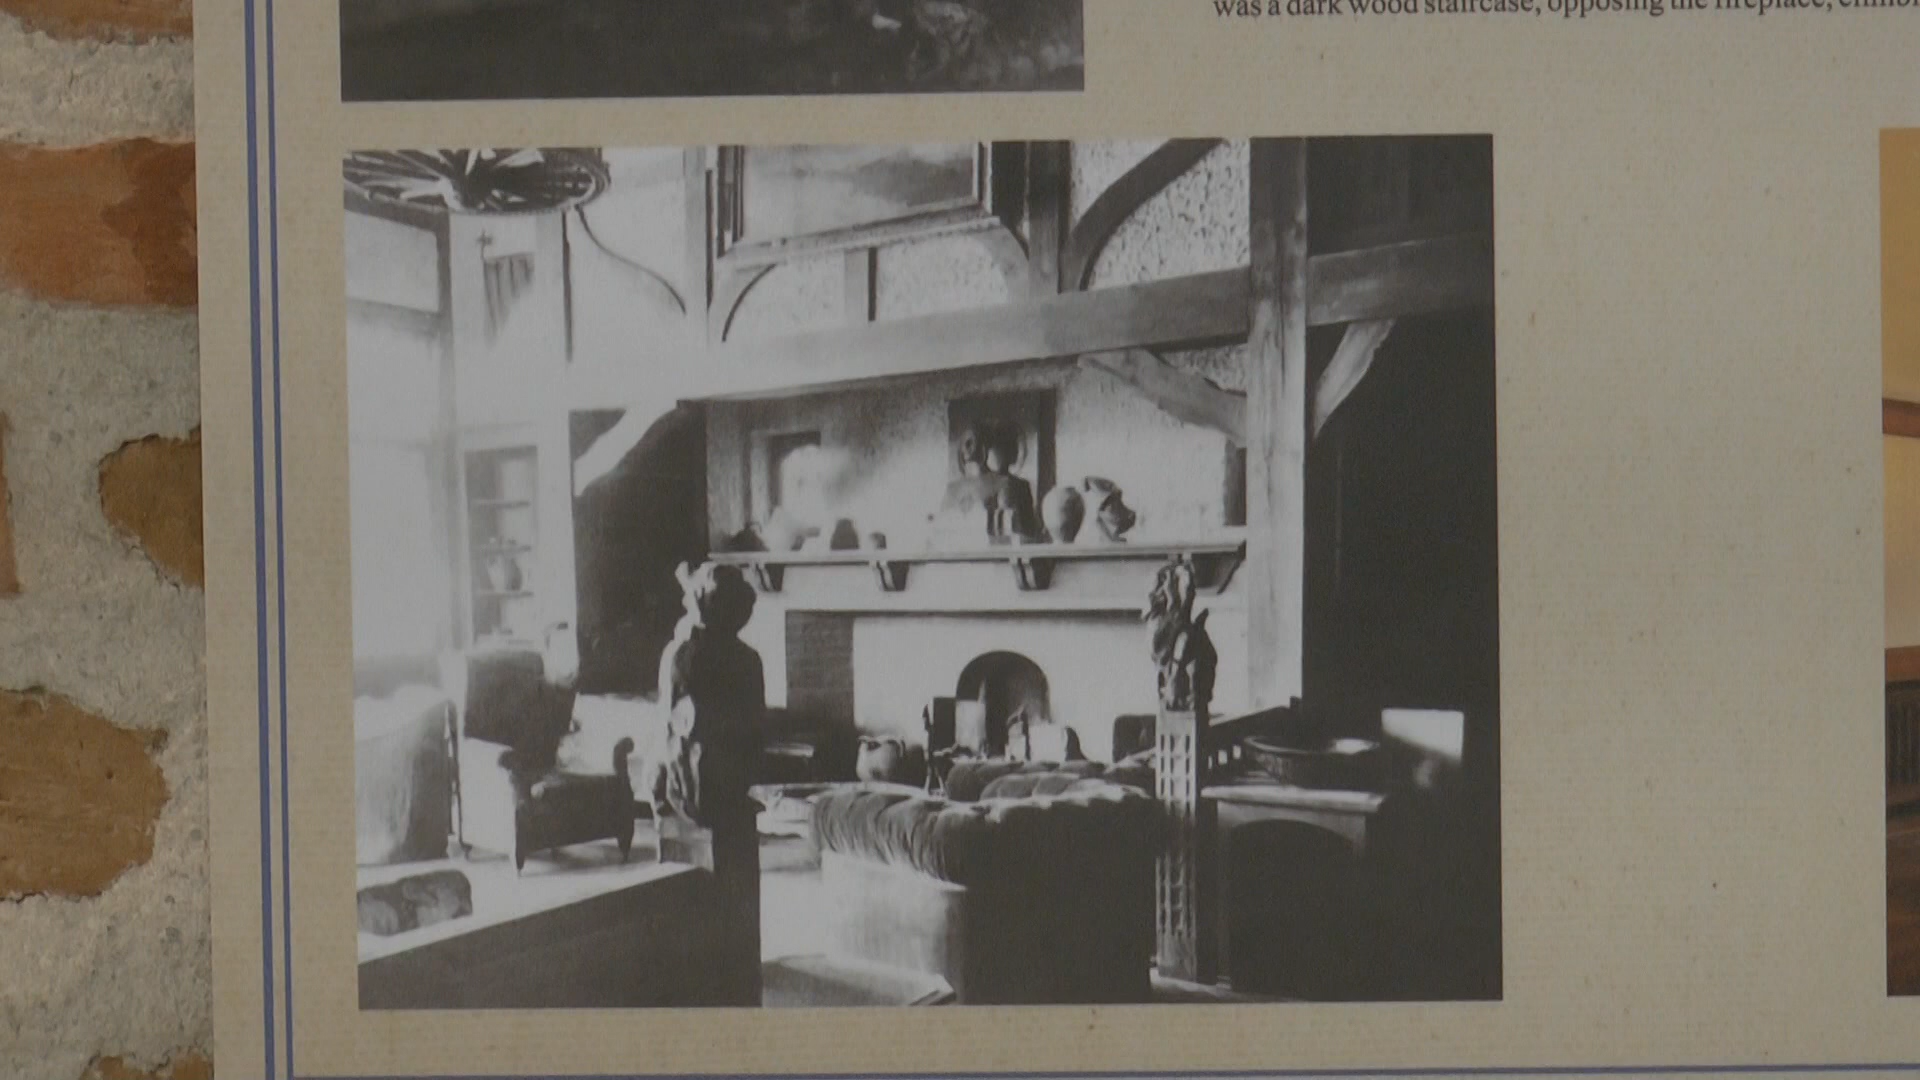 was a dark wood staircase, opposing the fireplace,